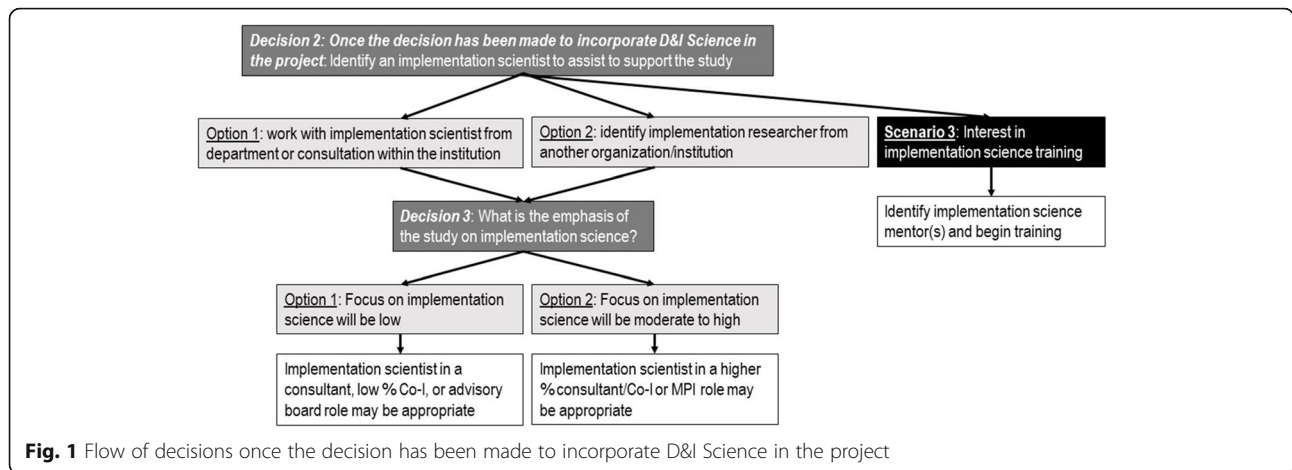 Decision 2: Once the decision has been made to incorporate D&I Science in
the project: Identify an implementation scientist to assist to support the study
Option 1: work with implementation scientist from
department or consultation within the institution
Option 2: identify implementation researcher from
another organization/institution
Scenario 3: Interest in
implementation science training
Decision 3: What is the emphasis of
the study on implementation science?
Identify implementation science
mentor(s) and begin training
Option 1: Focus on implementation
science will be low
Option 2: Focus on implementation
science will be moderate to high
Implementation scientist in a
consultant, low % Co-I, or advisory
board role may be appropriate
Implementation scientist in a higher
% consultant/Co-I or MPI role may
be appropriate
Fig. 1 Flow of decisions once the decision has been made to incorporate D&I Science in the project